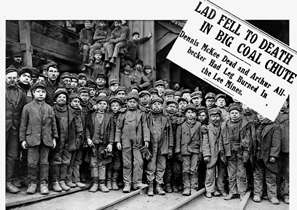 LAD FELL TO DEATH
IN BIG COAL CHUTE
Dennis McKee Dead and Arthur All-
becker Had Leg Burned In
the Lee Mines.